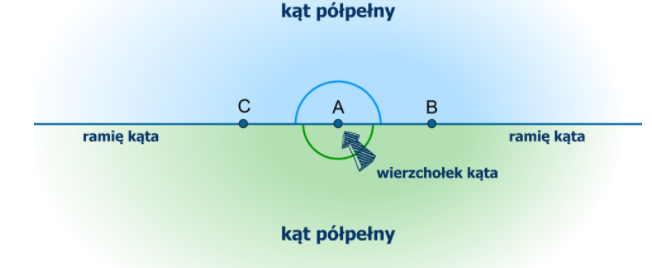 kąt półpełny
C A B
ramię kąta ramię kąta
wierzchołek kąta
kąt półpełny